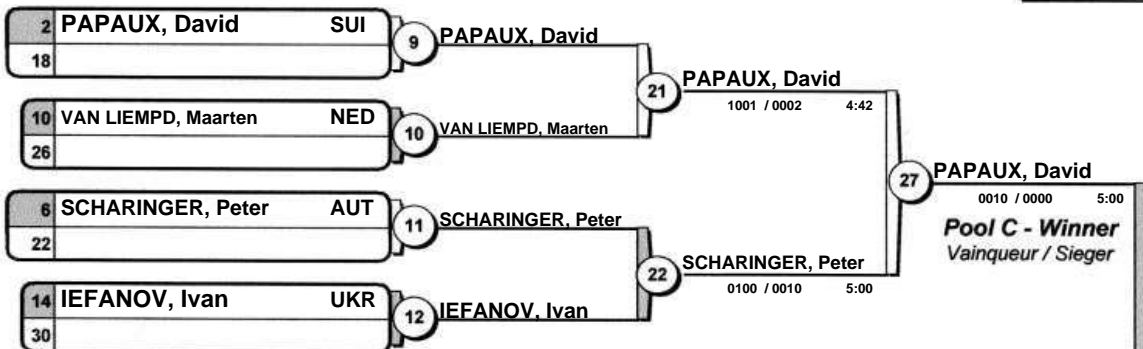 2 PAPAUX, David SUI
18
9 PAPAUX, David
21 PAPAUX, David
1001 / 0002 4:42
10 VAN LIEMPD, Maarten NED
26
10 VAN LIEMPD, Maarten
27 PAPAUX, David
0010 / 0000 5:00
Pool C - Winner
Vainqueur / Sieger
6 SCHARINGER, Peter AUT
22
11 SCHARINGER, Peter
22 SCHARINGER, Peter
0100 / 0010 5:00
14 IEFANOV, Ivan UKR
30
12 IEFANOV, Ivan